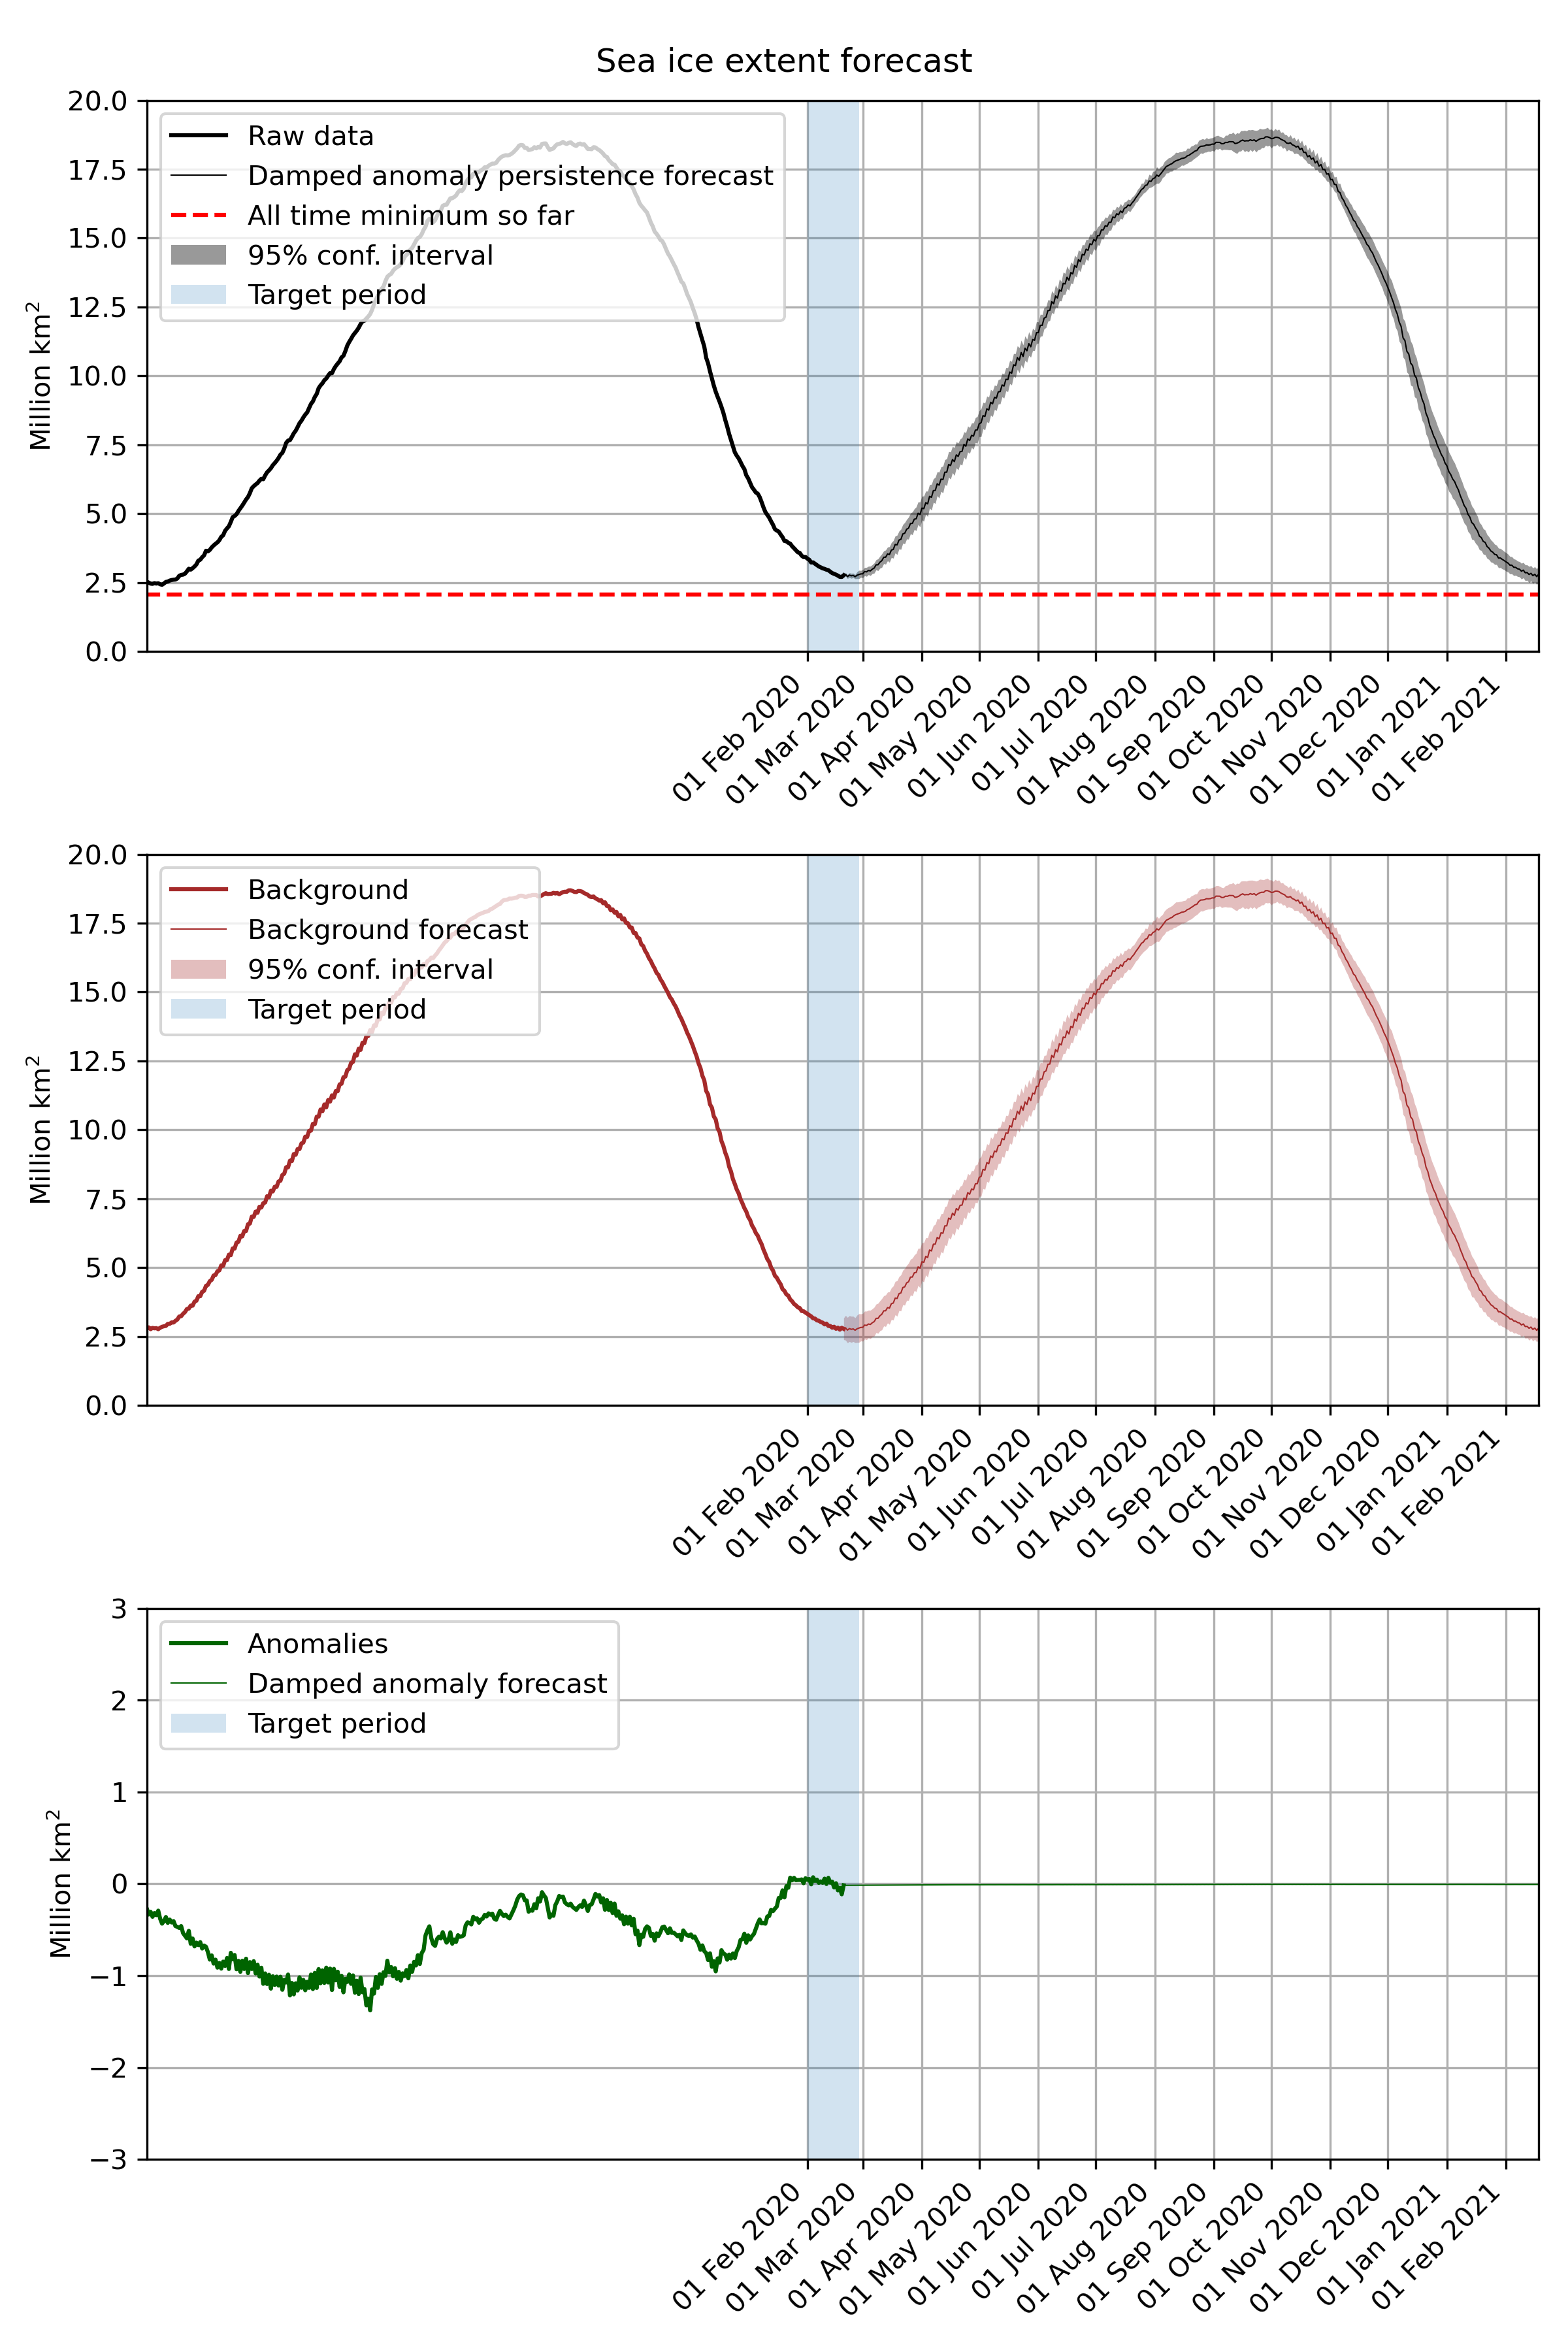 Sea ice extent forecast
20.0
17.5
15.0
12.5
10.0
7.5
5.0
2.5
0.0
Million km²
Raw data
Damped anomaly persistence forecast
All time minimum so far
95% conf. interval
Target period
01 Feb 2020
01 Mar 2020
01 Apr 2020
01 May 2020
01 Jun 2020
01 Jul 2020
01 Aug 2020
01 Sep 2020
01 Oct 2020
01 Nov 2020
01 Dec 2020
01 Jan 2021
01 Feb 2021
20.0
17.5
15.0
12.5
10.0
7.5
5.0
2.5
0.0
Million km²
Background
Background forecast
95% conf. interval
Target period
01 Feb 2020
01 Mar 2020
01 Apr 2020
01 May 2020
01 Jun 2020
01 Jul 2020
01 Aug 2020
01 Sep 2020
01 Oct 2020
01 Nov 2020
01 Dec 2020
01 Jan 2021
01 Feb 2021
3
2
1
0
−1
−2
−3
Million km²
Anomalies
Damped anomaly forecast
Target period
01 Feb 2020
01 Mar 2020
01 Apr 2020
01 May 2020
01 Jun 2020
01 Jul 2020
01 Aug 2020
01 Sep 2020
01 Oct 2020
01 Nov 2020
01 Dec 2020
01 Jan 2021
01 Feb 2021